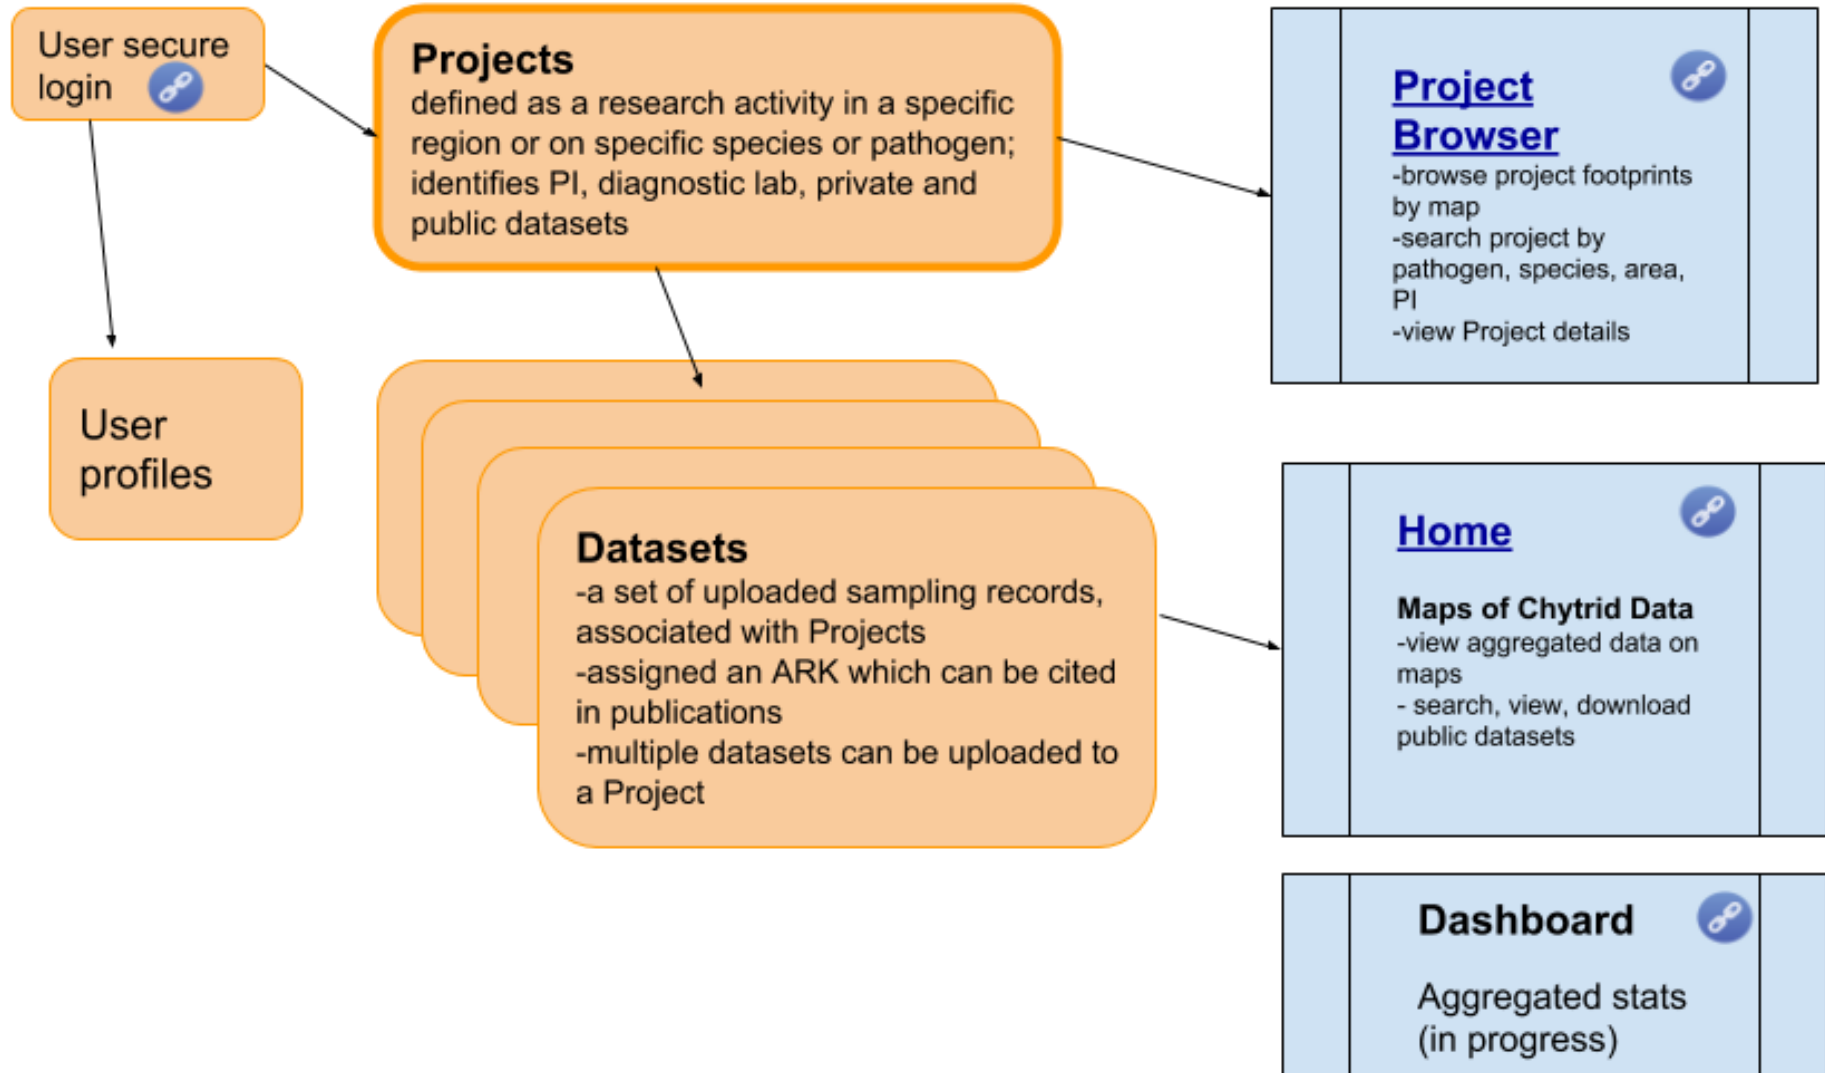 User secure
login
Projects
defined as a research activity in a specific
region or on specific species or pathogen;
identifies PI, diagnostic lab, private and
public datasets
Project
Browser
-browse project footprints
by map
-search project by
pathogen, species, area,
PI
-view Project details
User
profiles
Datasets
-a set of uploaded sampling records,
associated with Projects
-assigned an ARK which can be cited
in publications
-multiple datasets can be uploaded to
a Project
Home
Maps of Chytrid Data
-view aggregated data on
maps
- search, view, download
public datasets
Dashboard
Aggregated stats
(in progress)